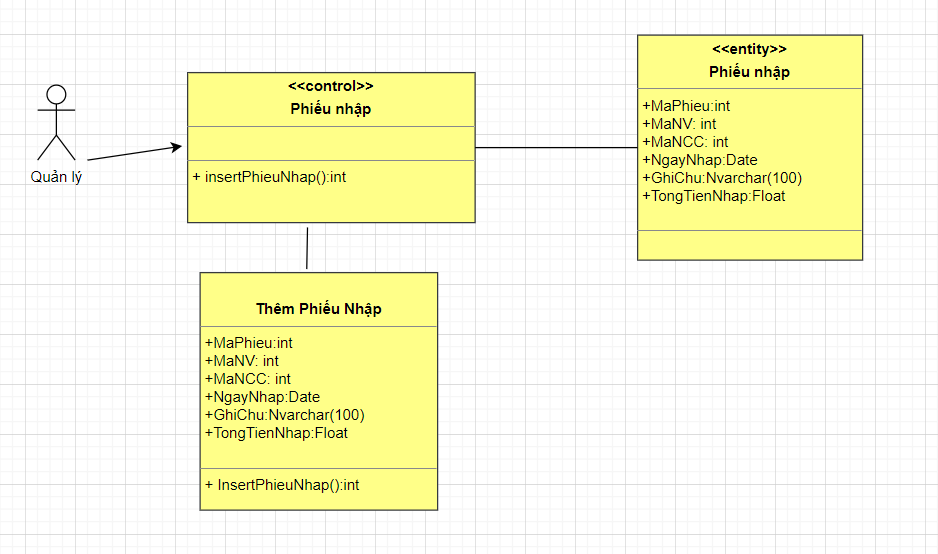 Quản lý
<<control>>
Phiếu nhập
+ insertPhieuNhap():int
<<entity>>
Phiếu nhập
+MaPhieu:int
+MaNV: int
+MaNCC: int
+NgayNhap:Date
+GhiChu:Nvarchar(100)
+TongTienNhap:Float
Thêm Phiếu Nhập
+MaPhieu:int
+MaNV: int
+MaNCC: int
+NgayNhap:Date
+GhiChu:Nvarchar(100)
+TongTienNhap:Float
+ InsertPhieuNhap():int